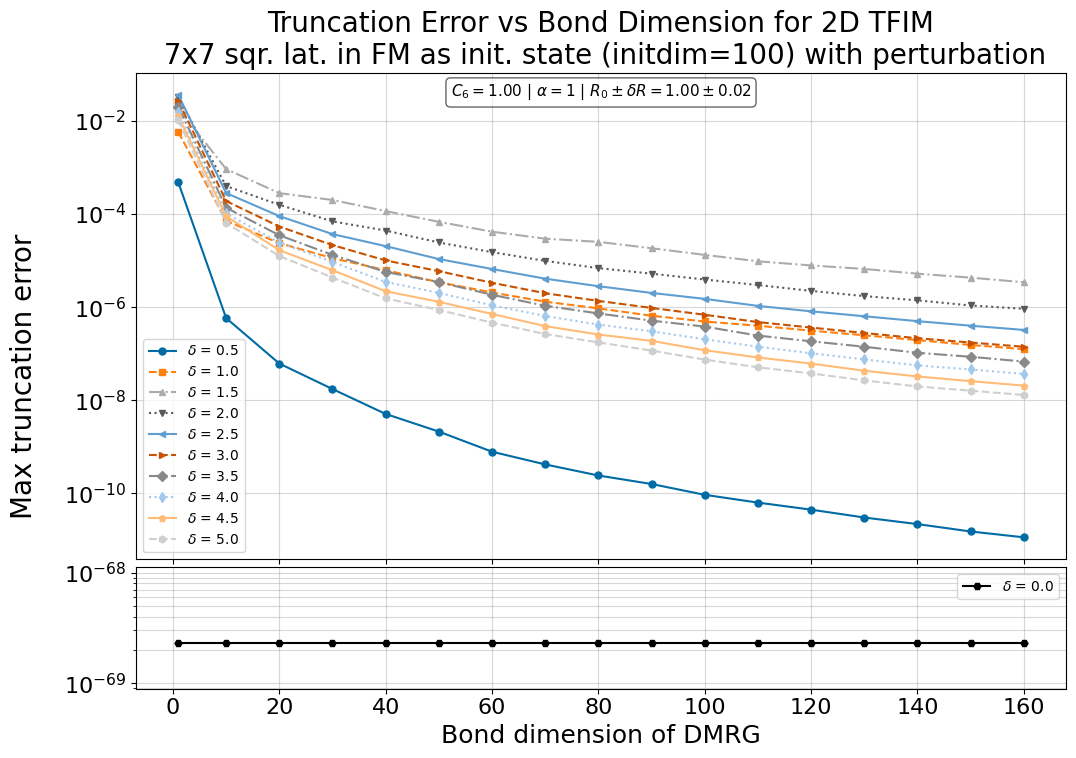 Truncation Error vs Bond Dimension for 2D TFIM
7x7 sqr. lat. in FM as init. state (initdim=100) with perturbation
C₆ = 1.00 | α = 1 | R₀ ± δR = 1.00 ± 0.02
Max truncation error
10⁻²
10⁻⁴
10⁻⁶
10⁻⁸
10⁻¹⁰
δ = 0.5
δ = 1.0
δ = 1.5
δ = 2.0
δ = 2.5
δ = 3.0
δ = 3.5
δ = 4.0
δ = 4.5
δ = 5.0
10⁻⁶⁸
10⁻⁶⁹
δ = 0.0
0 20 40 60 80 100 120 140 160
Bond dimension of DMRG